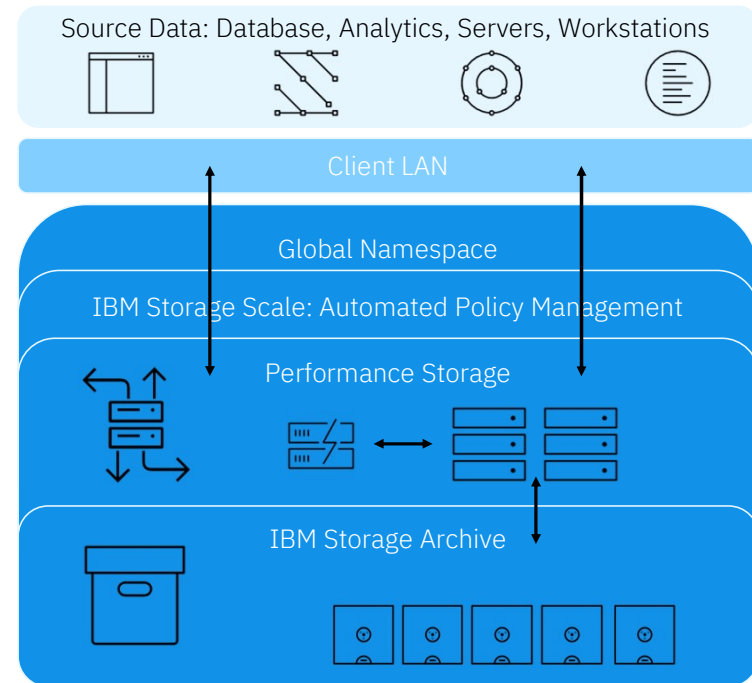 Source Data: Database, Analytics, Servers, Workstations
Client LAN
Global Namespace
IBM Storage Scale: Automated Policy Management
Performance Storage
IBM Storage Archive